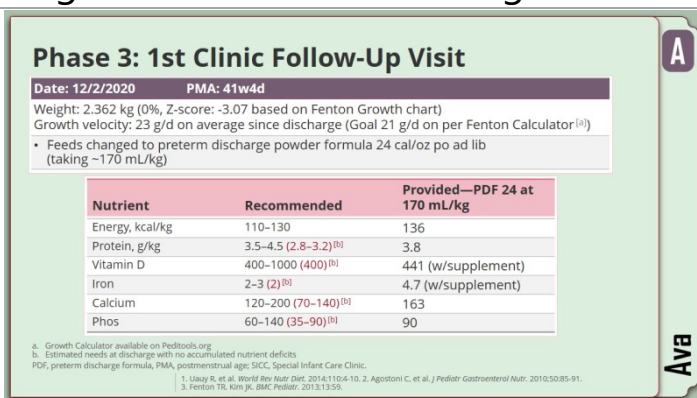 Phase 3: 1st Clinic Follow-Up Visit
A
Date: 12/2/2020 PMA: 41w4d
Weight: 2.362 kg (0%, Z-score: -3.07 based on Fenton Growth chart)
Growth velocity: 23 g/d on average since discharge (Goal 21 g/d on per Fenton Calculator[a])
• Feeds changed to preterm discharge powder formula 24 cal/oz po ad lib
(taking ~170 mL/kg)
Nutrient Recommended Provided—PDF 24 at 170 mL/kg
Energy, kcal/kg 110–130 136
Protein, g/kg 3.5–4.5 (2.8–3.2)[b] 3.8
Vitamin D 400–1000 (400)[b] 441 (w/supplement)
Iron 2–3 (2)[b] 4.7 (w/supplement)
Calcium 120–200 (70–140)[b] 163
Phos 60–140 (35–90)[b] 90
a. Growth Calculator available on Peditools.org
b. Estimated needs at discharge with no accumulated nutrient deficits
PDF, preterm discharge formula, PMA, postmenstrual age; SICC, Special Infant Care Clinic.
1. Uauy R, et al. World Rev Nutr Diet. 2014;110:4-10. 2. Agostoni C, et al. J Pediatr Gastroenterol Nutr. 2010;50:85-91.
3. Fenton TR, Kim JK. BMC Pediatr. 2013;13:59.
Ava